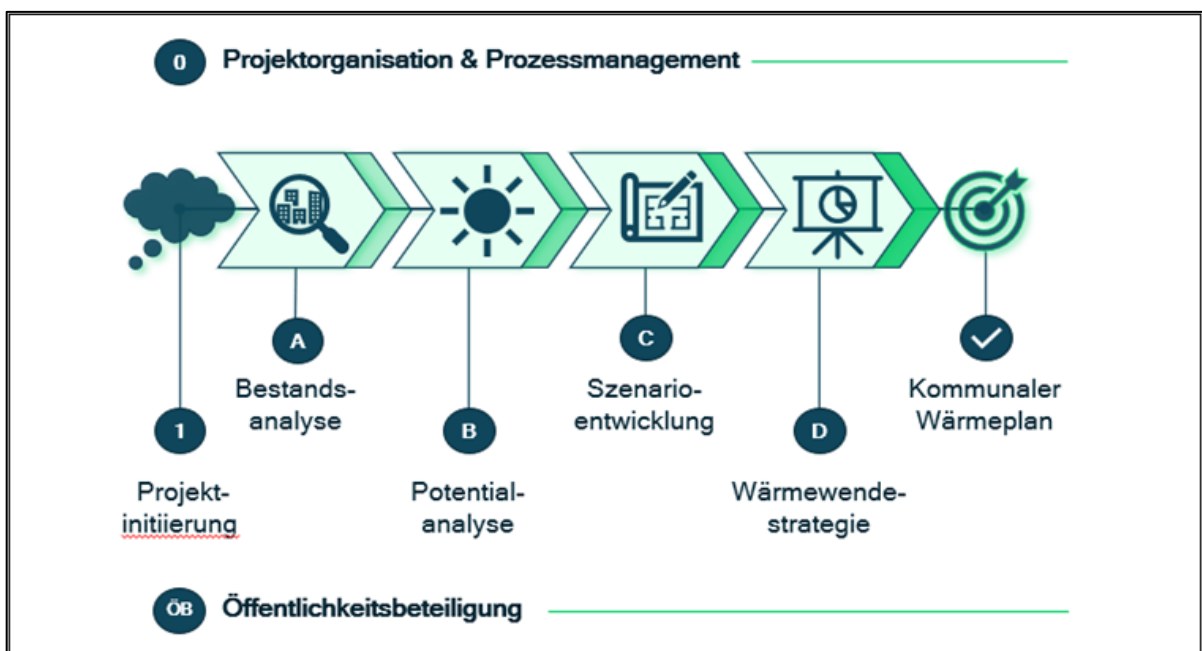 0 Projektorganisation & Prozessmanagement
A
Bestands-
analyse
C
Szenario-
entwicklung
Kommunaler
Wärmeplan
1
Projekt-
initiierung
B
Potential-
analyse
D
Wärmewende-
strategie
ÖB Öffentlichkeitsbeteiligung